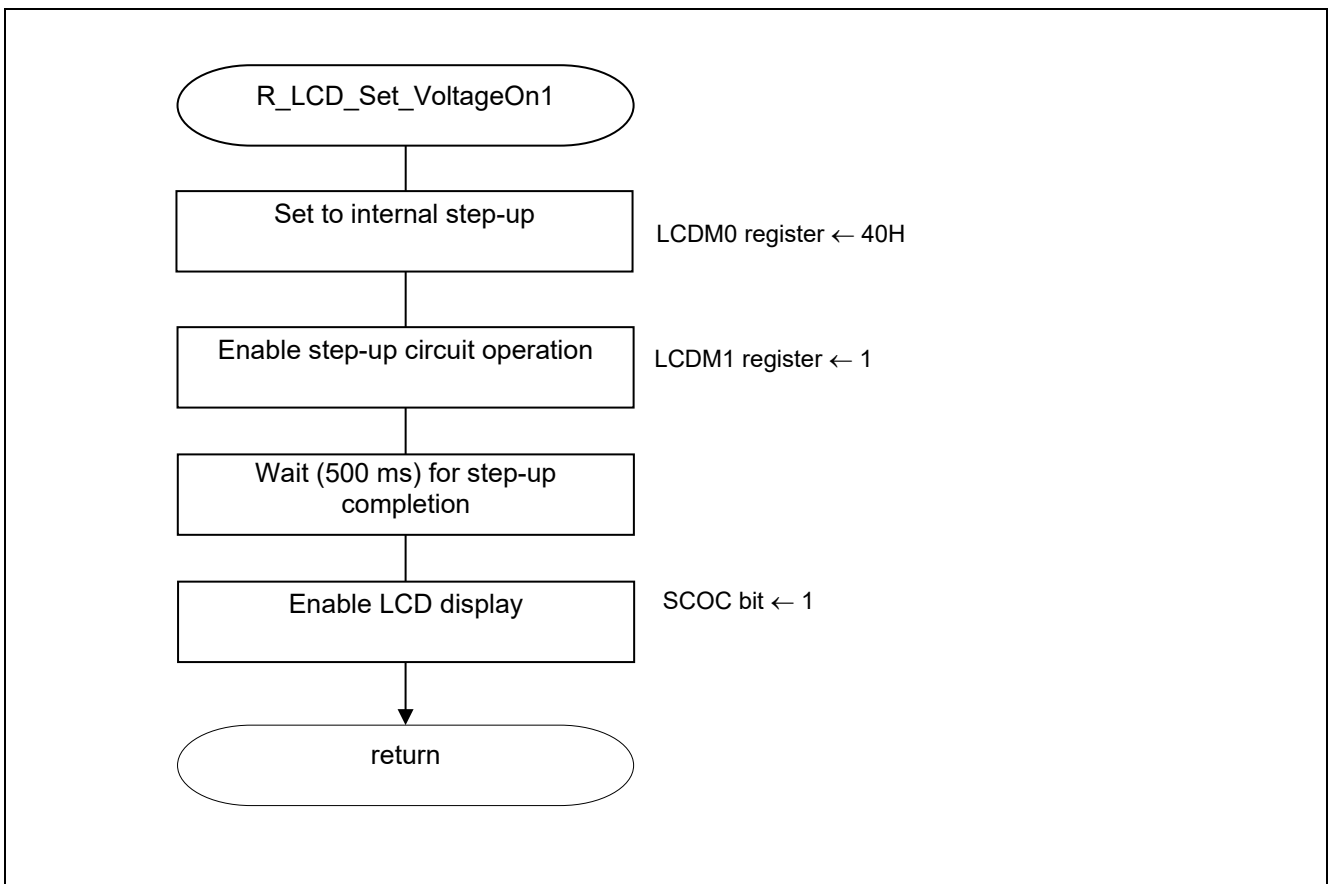 R_LCD_Set_VoltageOn1
Set to internal step-up
LCDM0 register ← 40H
Enable step-up circuit operation
LCDM1 register ← 1
Wait (500 ms) for step-up
completion
Enable LCD display
SCOC bit ← 1
return